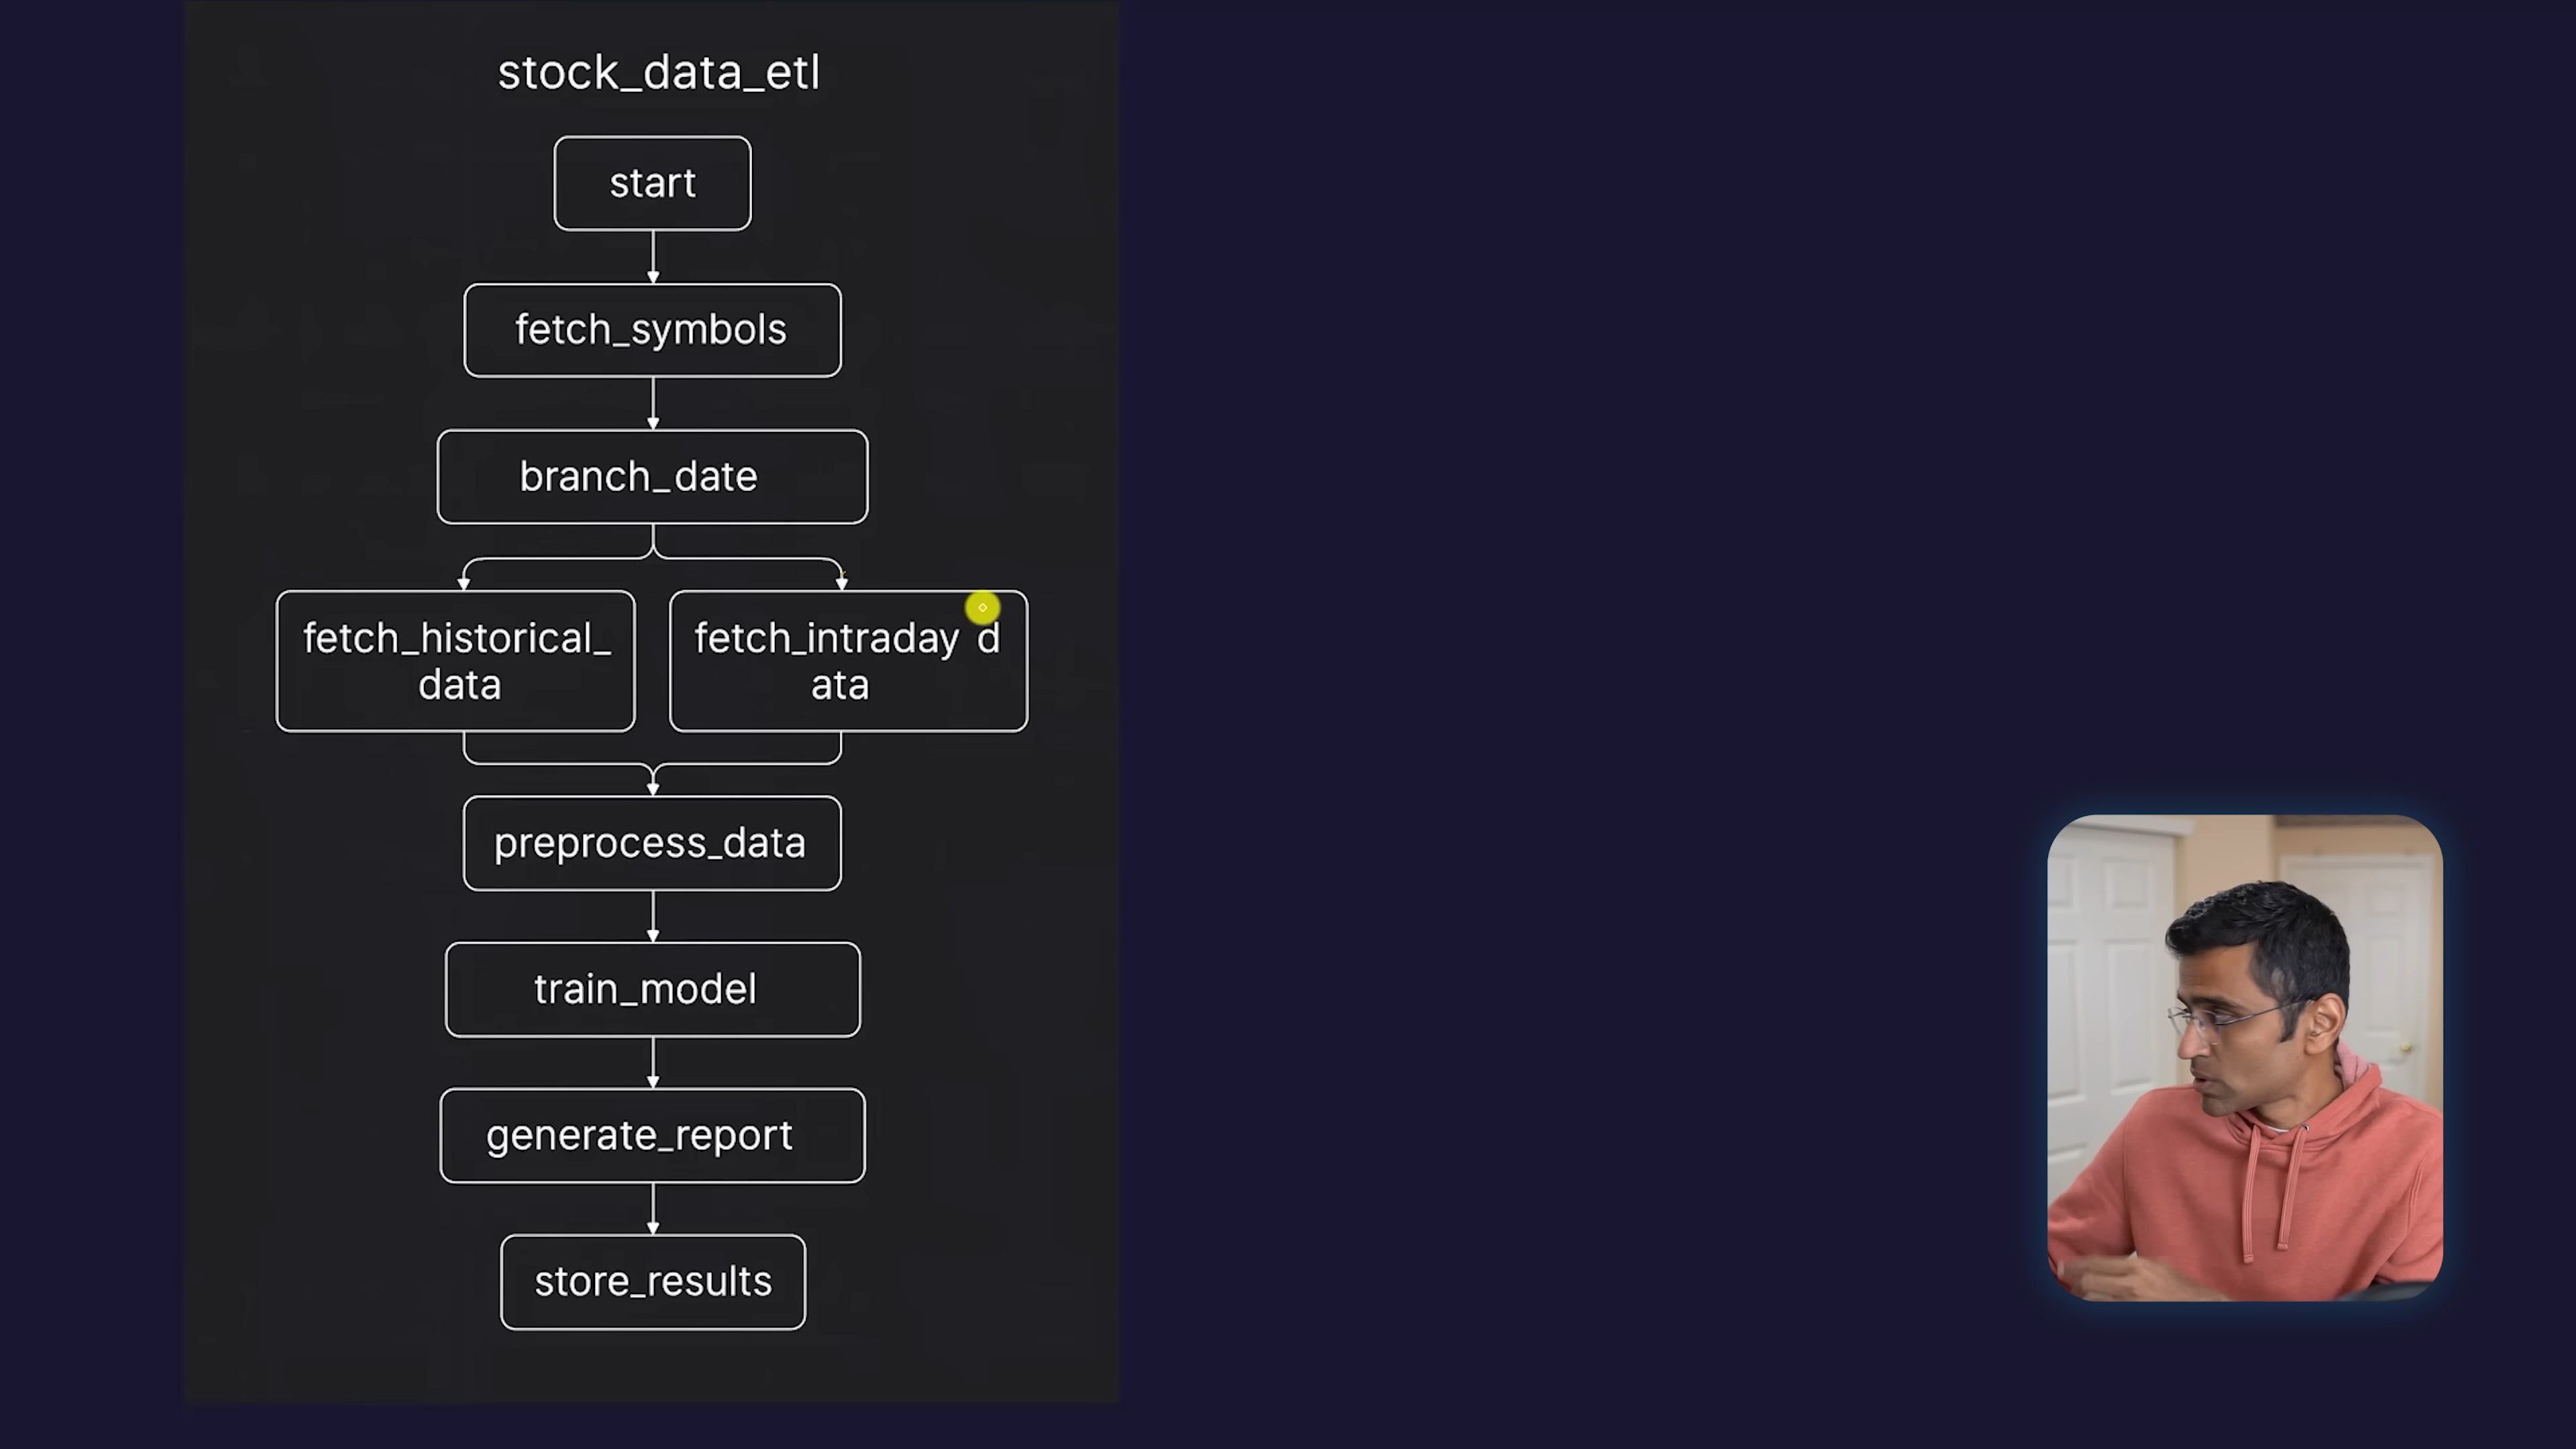 stock_data_etl
start
fetch_symbols
branch_date
fetch_historical_
data
fetch_intraday d
ata
preprocess_data
train_model
generate_report
store_results